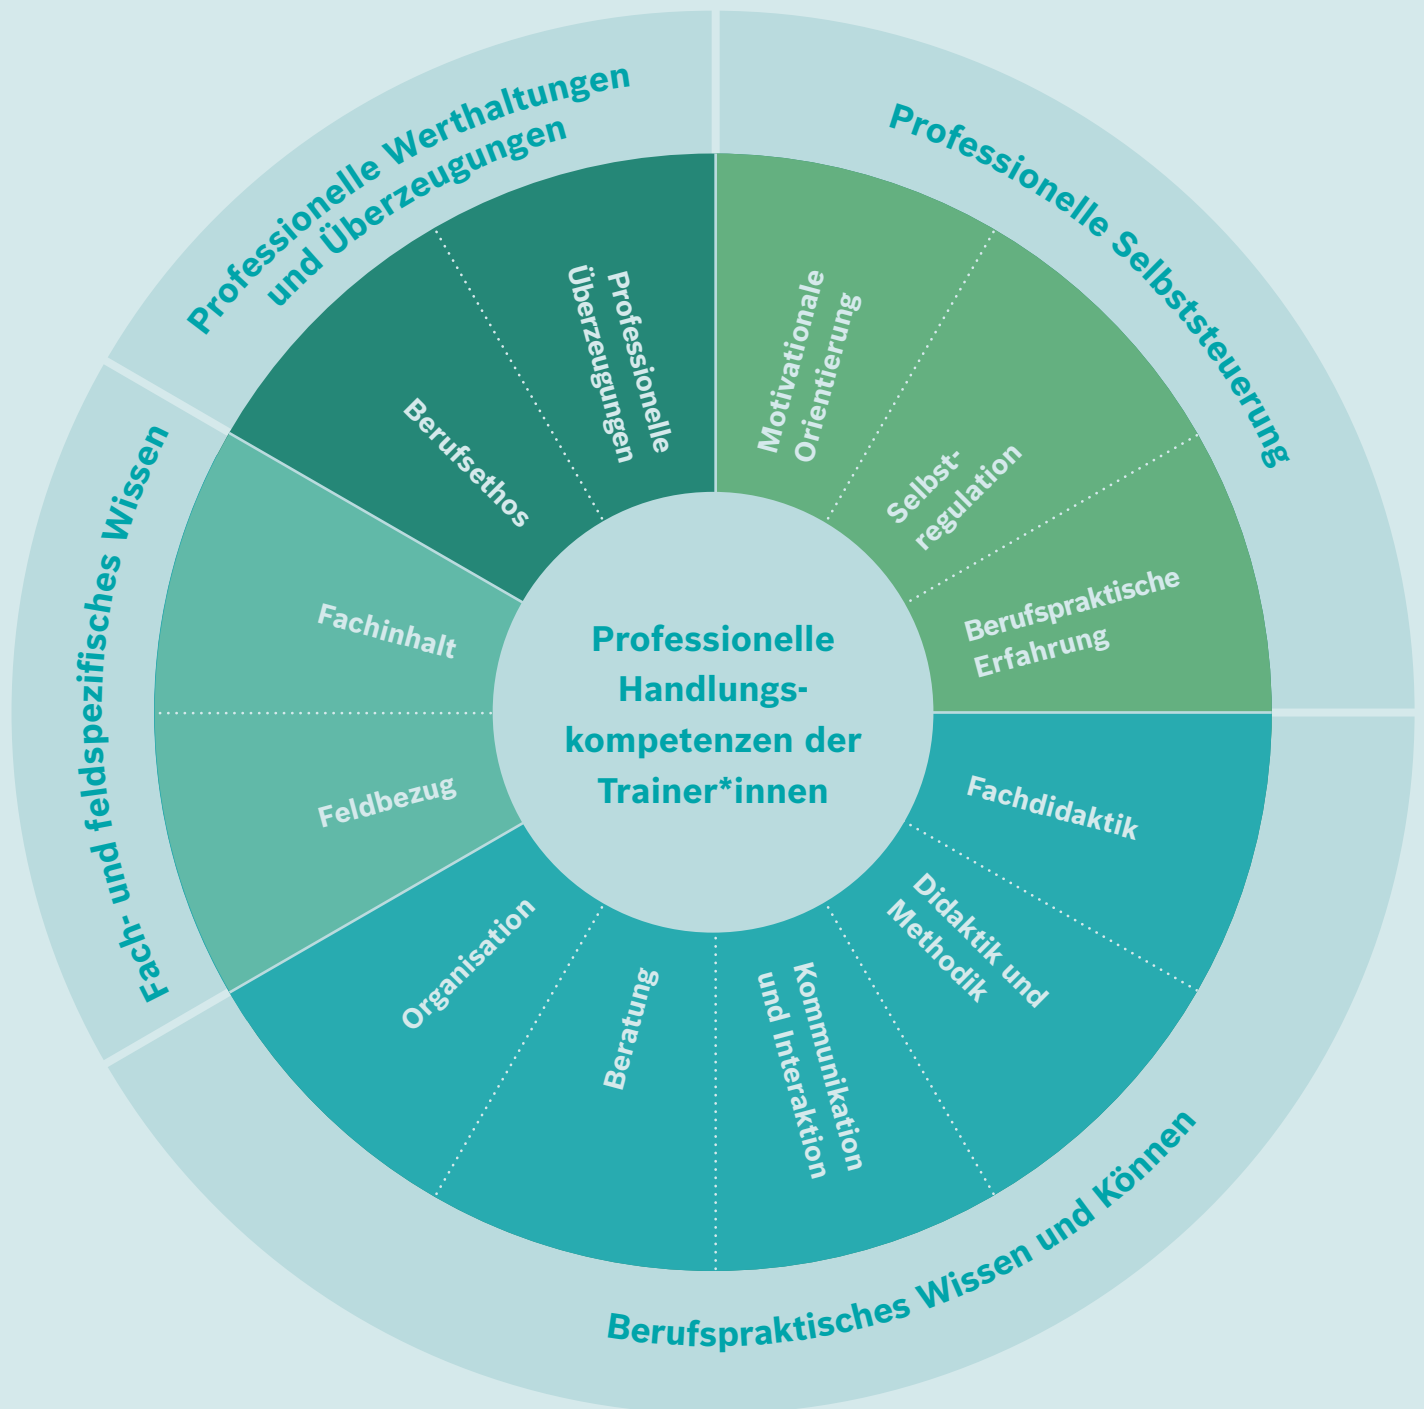 Professionelle Werthaltungen
und Überzeugungen
Professionelle Selbststeuerung
Fach- und feldspezifisches Wissen
Berufspraktisches Wissen und Können
Professionelle
Überzeugungen
Berufsethos
Motivationale
Orientierung
Selbst-
regulation
Berufspraktische
Erfahrung
Fachinhalt
Feldbezug
Professionelle
Handlungs-
kompetenzen der
Trainer*innen
Fachdidaktik
Didaktik und
Methodik
Kommunikation
und Interaktion
Beratung
Organisation